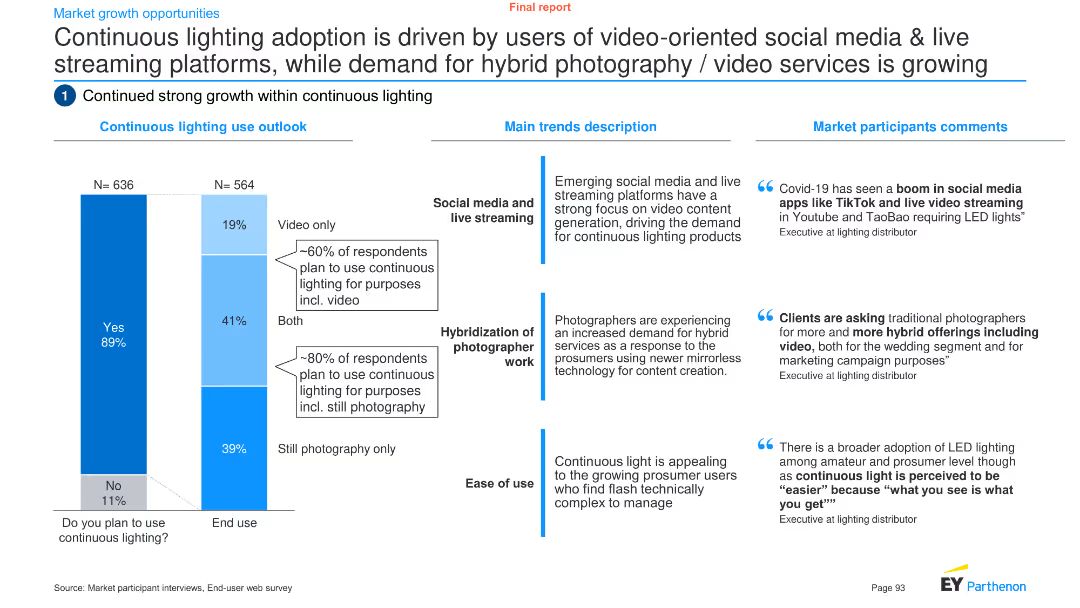 Market growth opportunities
Final report
Continuous lighting adoption is driven by users of video-oriented social media & live
streaming platforms, while demand for hybrid photography / video services is growing
1 Continued strong growth within continuous lighting
Continuous lighting use outlook
N= 636
N= 564
Yes
89%
No
11%
19%
41%
39%
Video only
~60% of respondents
plan to use continuous
lighting for purposes
incl. video
Both
~80% of respondents
plan to use continuous
lighting for purposes
incl. still photography
Still photography only
Do you plan to use
continuous lighting?
End use
Main trends description
Social media and
live streaming
Emerging social media and live
streaming platforms have a
strong focus on video content
generation, driving the demand
for continuous lighting products
Hybridization of
photographer
work
Photographers are experiencing
an increased demand for hybrid
services as a response to the
prosumers using newer mirrorless
technology for content creation.
Ease of use
Continuous light is appealing
to the growing prosumer users
who find flash technically
complex to manage
Market participants comments
“ Covid-19 has seen a boom in social media
apps like TikTok and live video streaming
in Youtube and TaoBao requiring LED lights”
Executive at lighting distributor
“ Clients are asking traditional photographers
for more and more hybrid offerings including
video, both for the wedding segment and for
marketing campaign purposes”
Executive at lighting distributor
“ There is a broader adoption of LED lighting
among amateur and prosumer level though
as continuous light is perceived to be
“easier” because “what you see is what
you get””
Executive at lighting distributor
Source: Market participant interviews, End-user web survey
Page 93
EY Parthenon